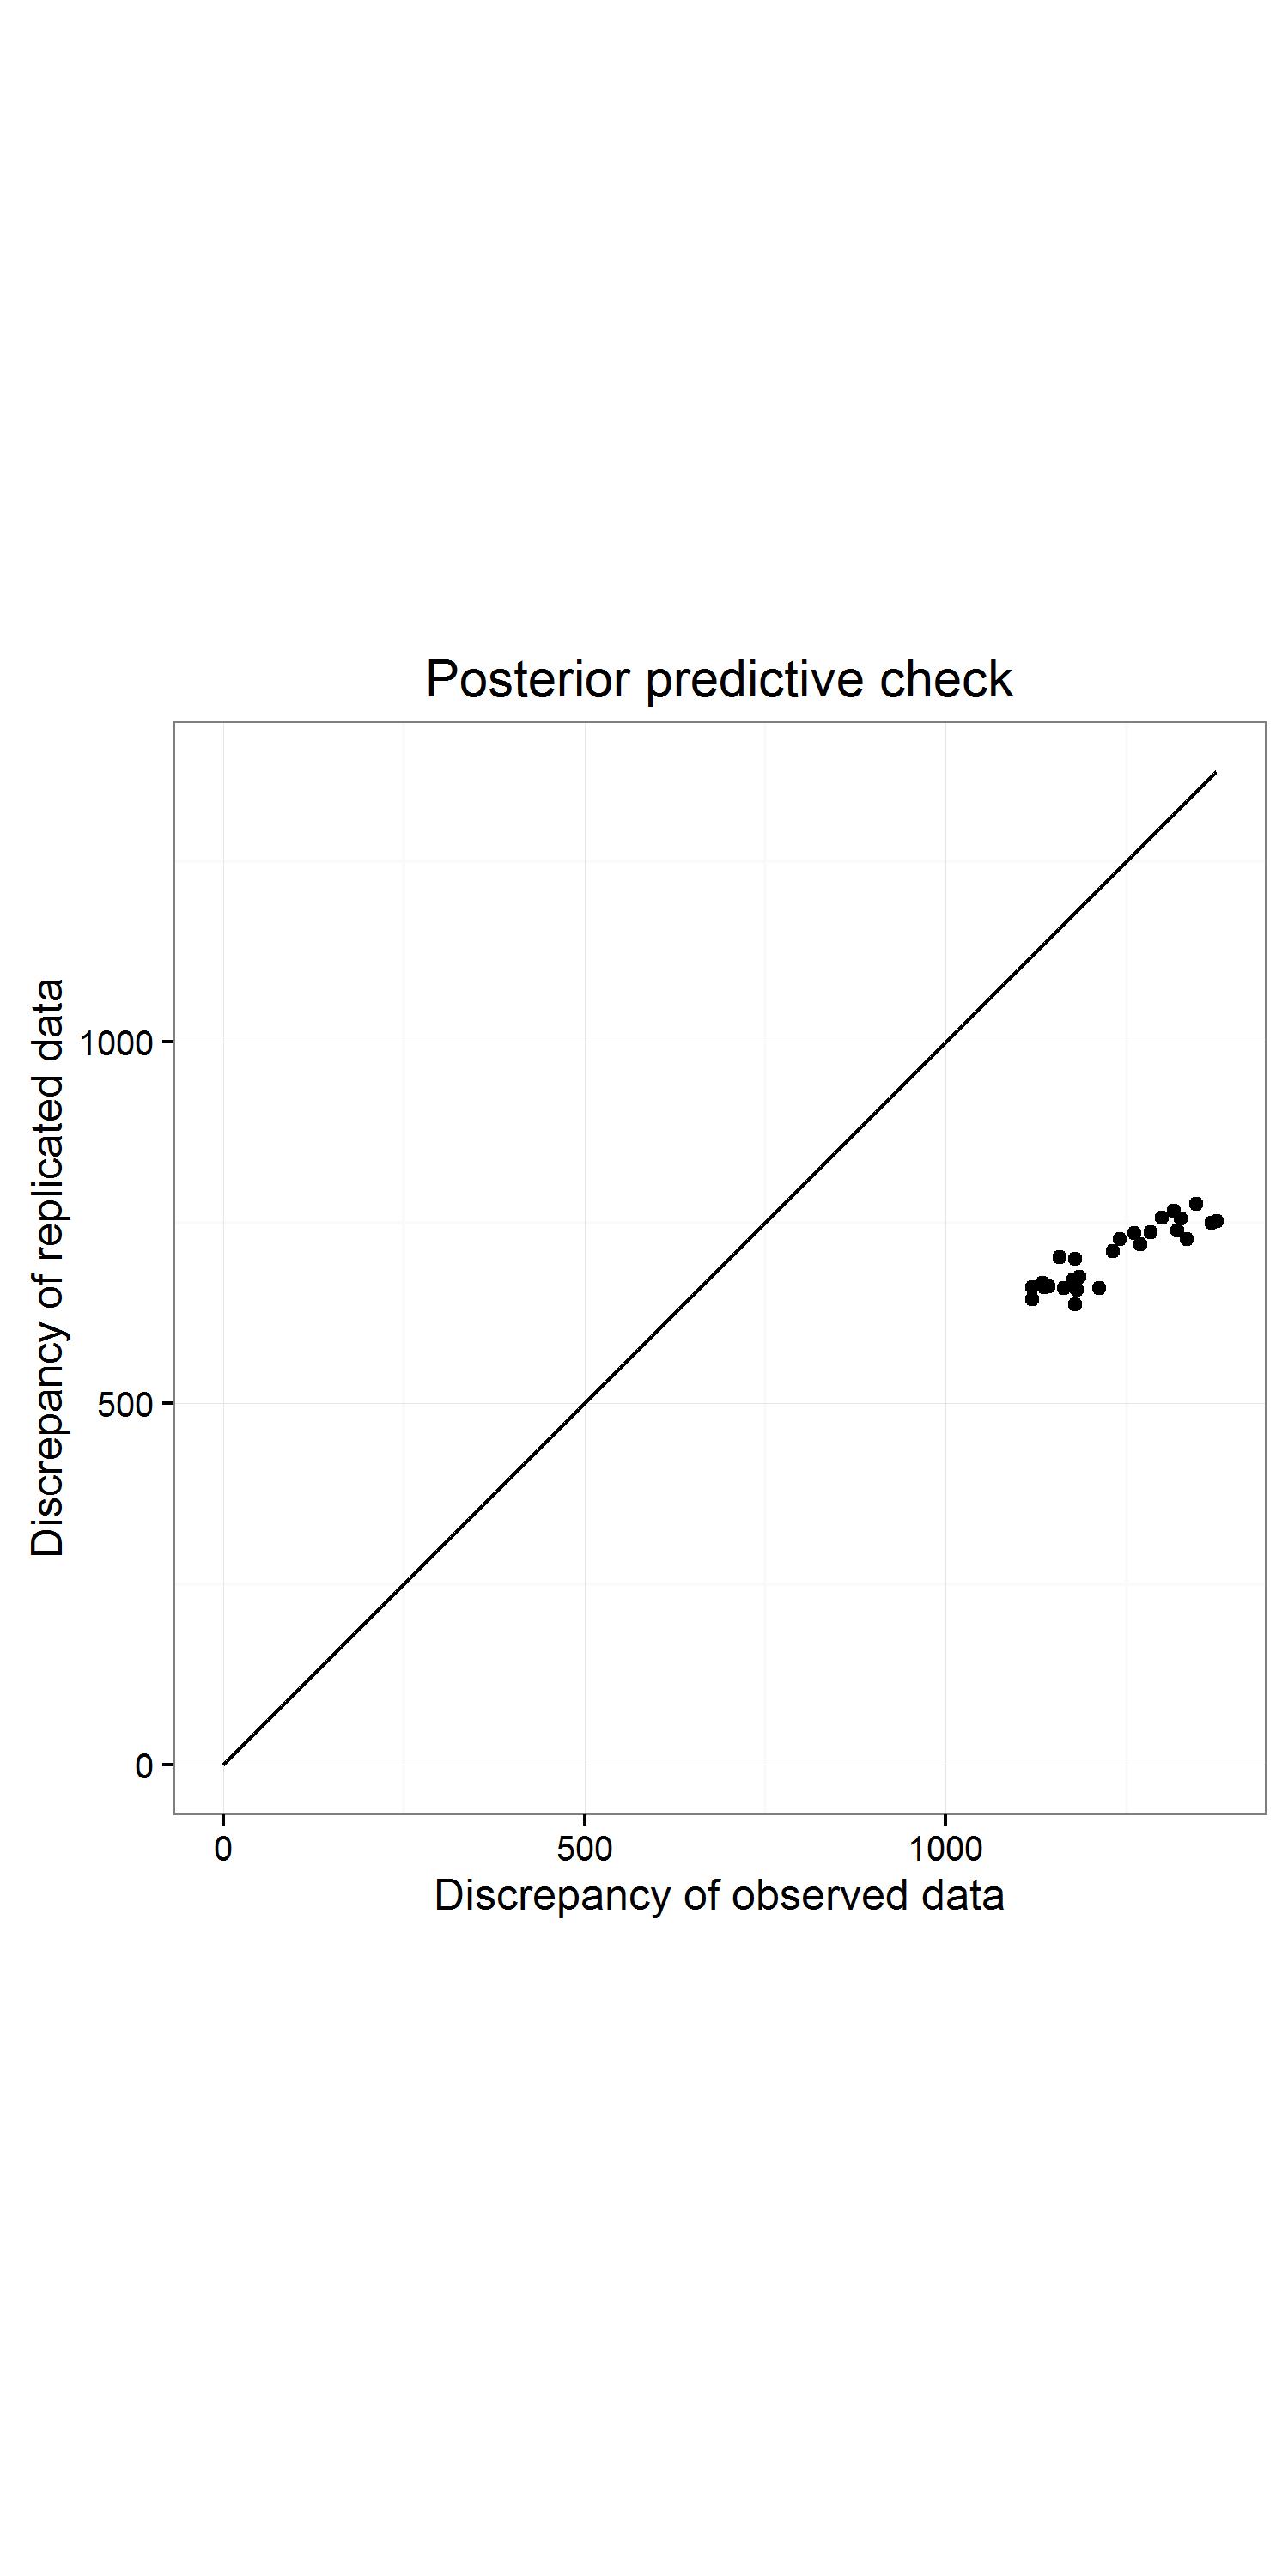 Posterior predictive check
Discrepancy of replicated data
1000
500
0
0 500 1000
Discrepancy of observed data